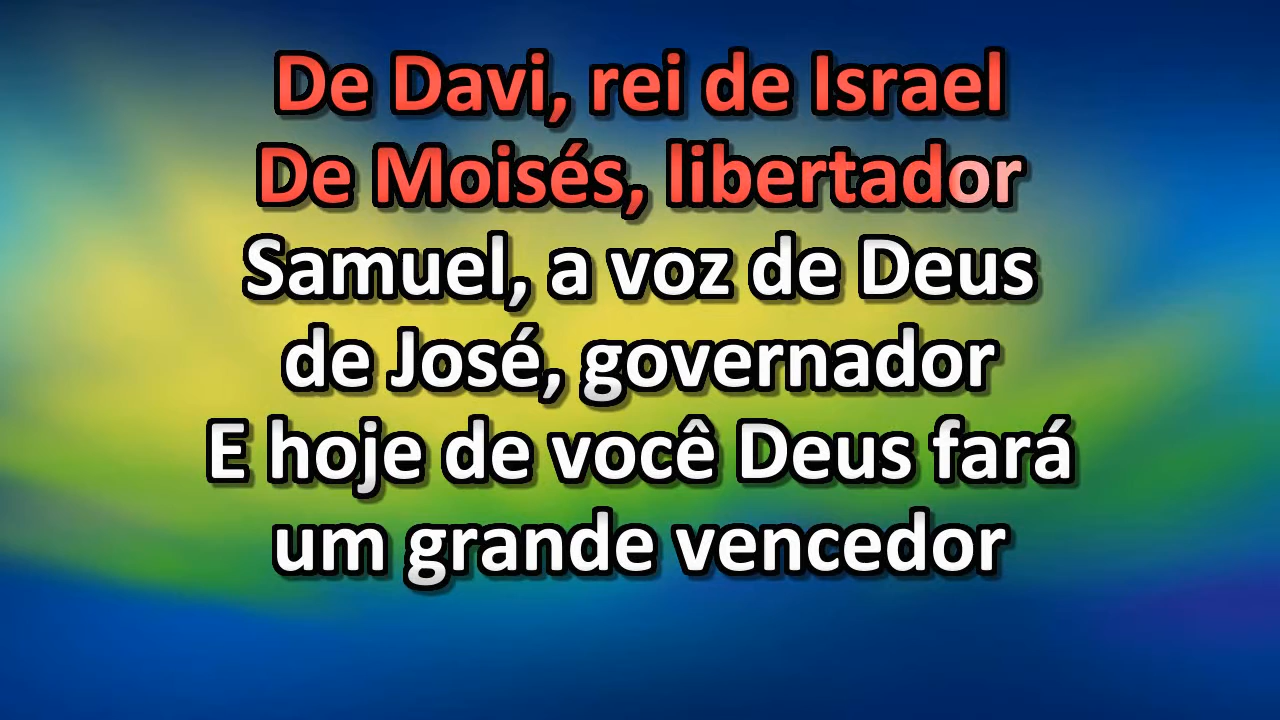 De Davi, rei de Israel
De Moisés, libertador
Samuel, a voz de Deus
de José, governador
E hoje de você Deus fará
um grande vencedor